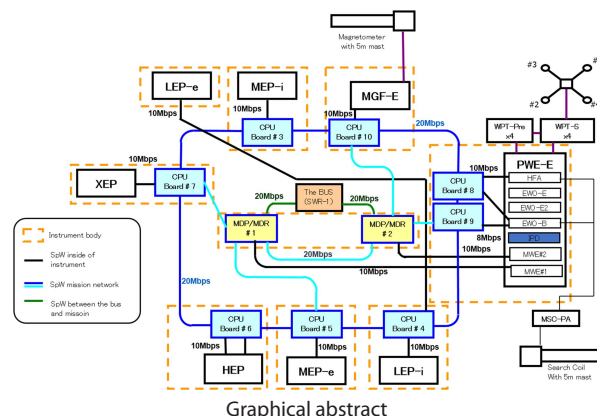 Magnetometer
with 5m mast
#3
#
#2
#
LEP-e
MEP-i
MGF-E
WPT-Pre
x4
WPT-S
x4
10Mbps
10Mbps
10Mbps
20Mbps
CPU
Board # 3
CPU
Board # 10
PWE-E
10Mbps
XEP
CPU
Board # 7
CPU
Board # 8
10Mbps
HFA
EWO-E
EWO-E2
EWO-B
IPD
MWE#2
MWE#1
20Mbps
The BUS
(SWR-1)
20Mbps
CPU
Board # 9
10Mbps
8Mbps
MDP/MDR
# 1
MDP/MDR
# 2
10Mbps
20Mbps
10Mbps
Instrument body
SpW inside of
instrument
SpW mission network
SpW between the bus
and missoin
20Mbps
MSC-PA
CPU
Board # 6
CPU
Board # 5
CPU
Board # 4
10Mbps
10Mbps
10Mbps
HEP
MEP-e
LEP-i
Search Coil
With 5m mast
Graphical abstract